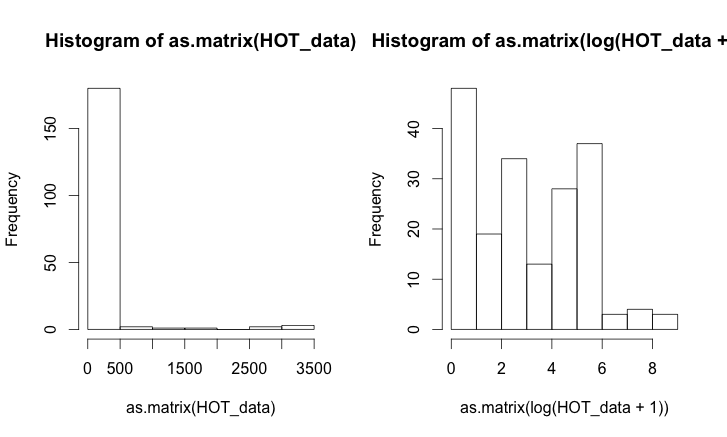 Histogram of as.matrix(HOT_data)
Frequency
150
100
50
0
0 500 1500 2500 3500
as.matrix(HOT_data)
Histogram of as.matrix(log(HOT_data +
Frequency
40
30
20
10
0
0 2 4 6 8
as.matrix(log(HOT_data + 1))